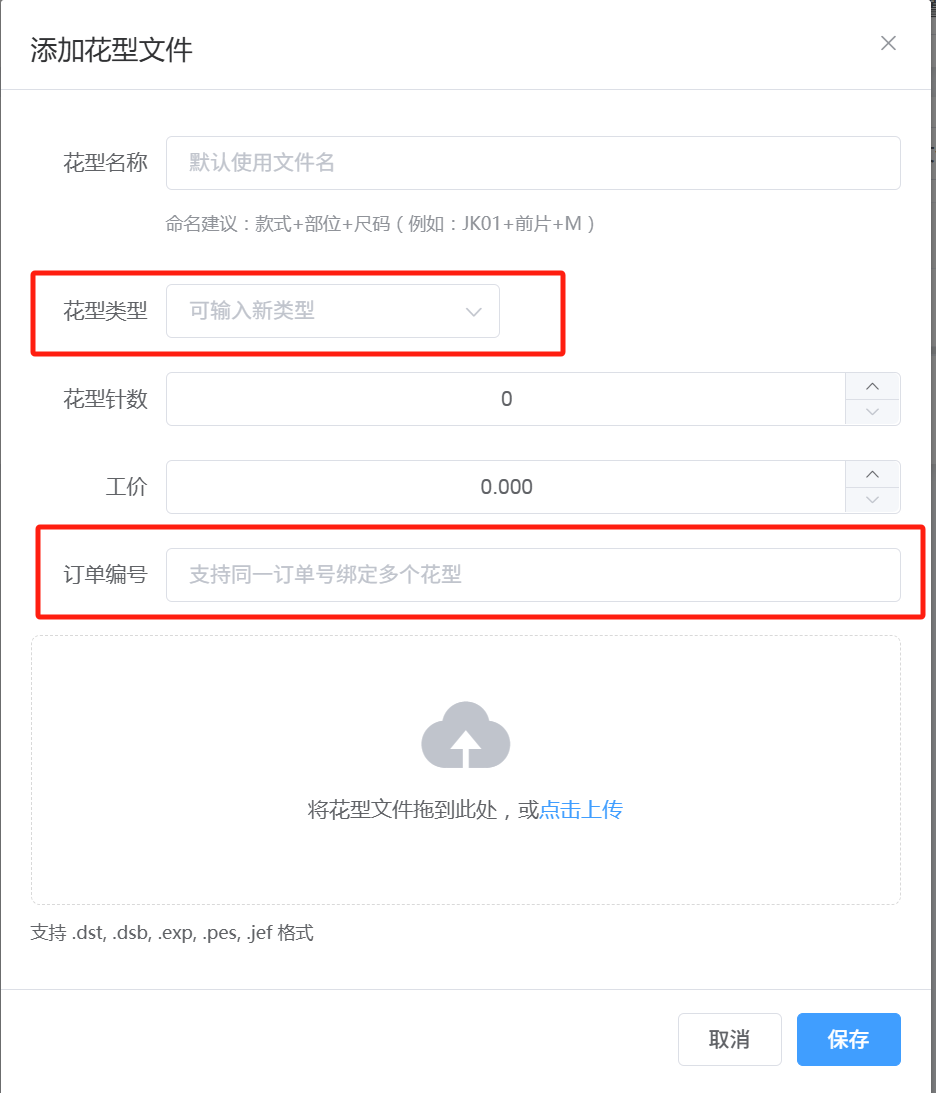 添加花型文件
花型名称 默认使用文件名
命名建议：款式+部位+尺码（例如：JK01+前片+M）
花型类型 可输入新类型
花型针数 0
工价 0.000
订单编号 支持同一订单号绑定多个花型
将花型文件拖到此处，或点击上传
支持 .dst, .dsb, .exp, .pes, .jef 格式
取消 保存